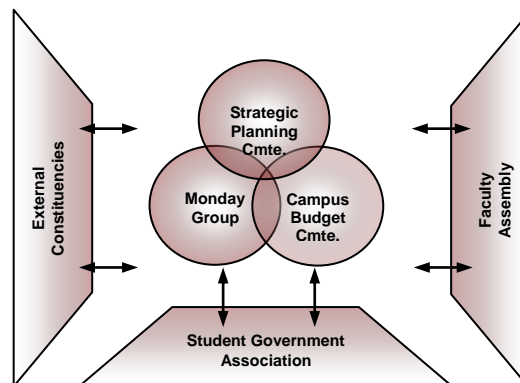 Strategic
Planning
Cmte.
Monday
Group
Campus
Budget
Cmte.
External
Constituencies
Faculty
Assembly
Student Government
Association